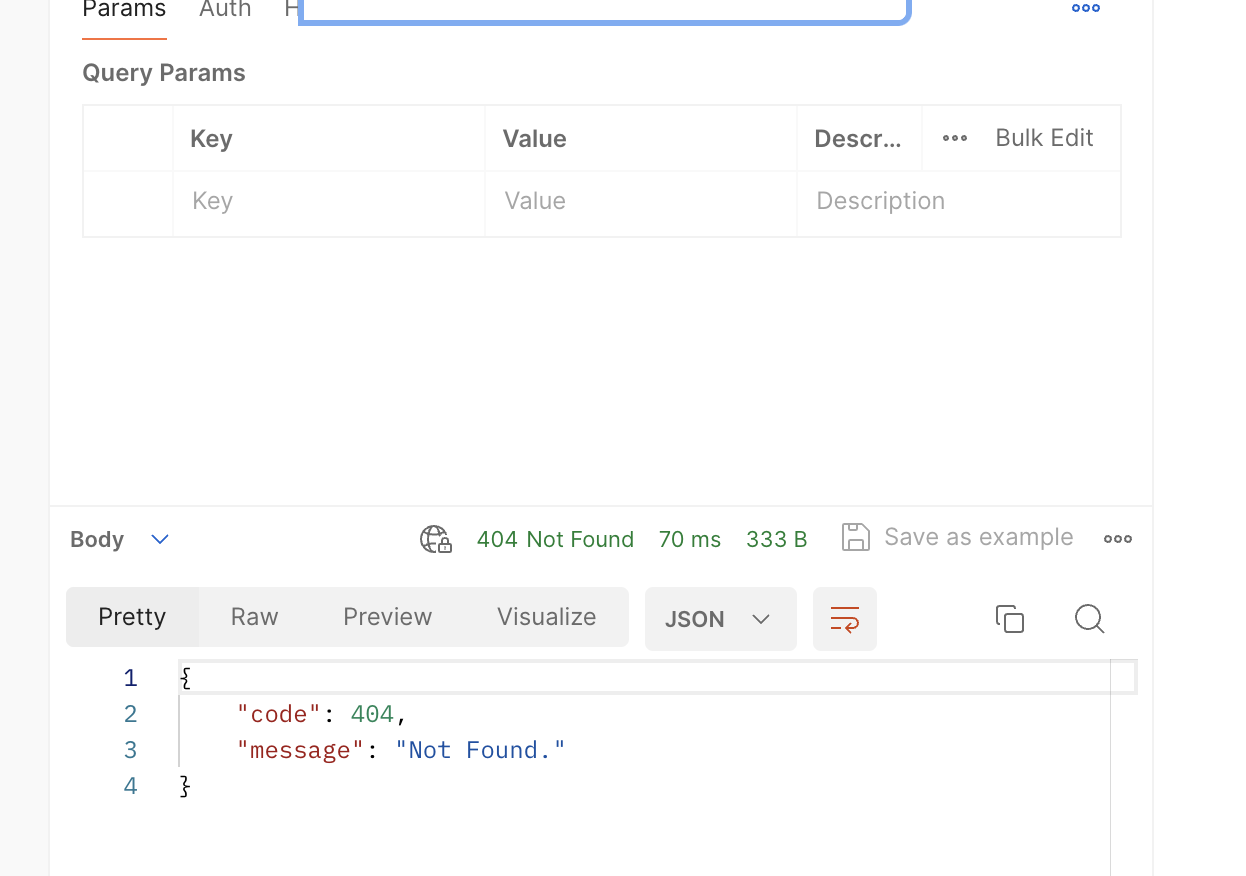 Params Auth
Query Params
Key Value Descr... Bulk Edit
Key Value Description
Body 404 Not Found 70 ms 333 B Save as example
Pretty Raw Preview Visualize JSON
1 {
2 "code": 404,
3 "message": "Not Found."
4 }